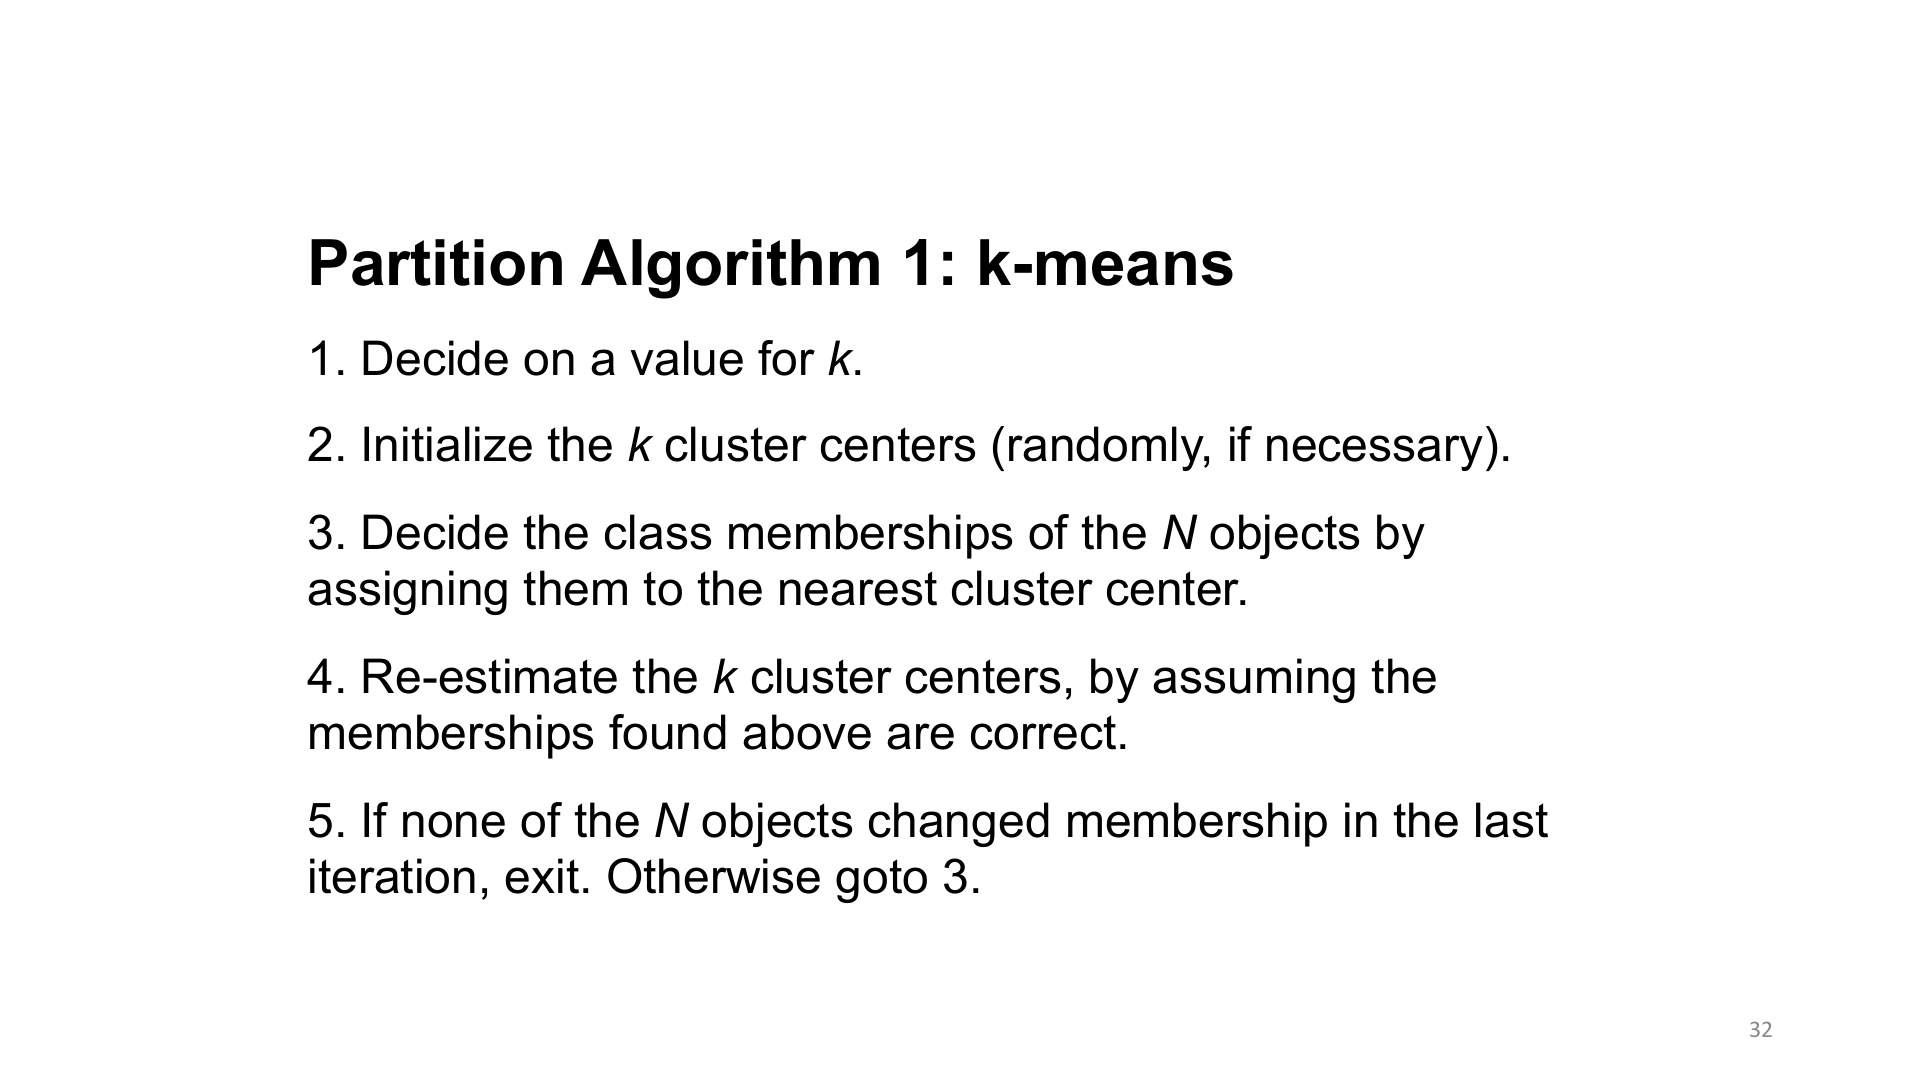 Partition Algorithm 1: k-means
1. Decide on a value for k.
2. Initialize the k cluster centers (randomly, if necessary).
3. Decide the class memberships of the N objects by
assigning them to the nearest cluster center.
4. Re-estimate the k cluster centers, by assuming the
memberships found above are correct.
5. If none of the N objects changed membership in the last
iteration, exit. Otherwise goto 3.
32